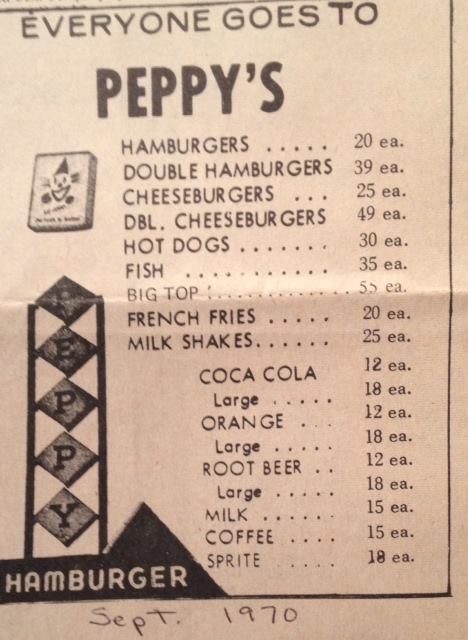 EVERYONE GOES TO
PEPPY'S
HAMBURGERS ..... 20 ea.
DOUBLE HAMBURGERS 39 ea.
CHEESEBURGERS ... 25 ea.
DBL. CHEESEBURGERS 49 ea.
HOT DOGS ....... 30 ea.
FISH ........... 35 ea.
BIG TOP ............... 55 ea.
FRENCH FRIES ..... 20 ea.
MILK SHAKES...... 25 ea.
COCA COLA 12 ea.
Large ..... 18 ea.
ORANGE ... 12 ea.
Large ..... 18 ea.
ROOT BEER .. 12 ea.
Large ..... 18 ea.
MILK ...... 15 ea.
COFFEE .... 15 ea.
SPRITE ..... 18 ea.
PEPPY
HAMBURGER
Sept. 1970